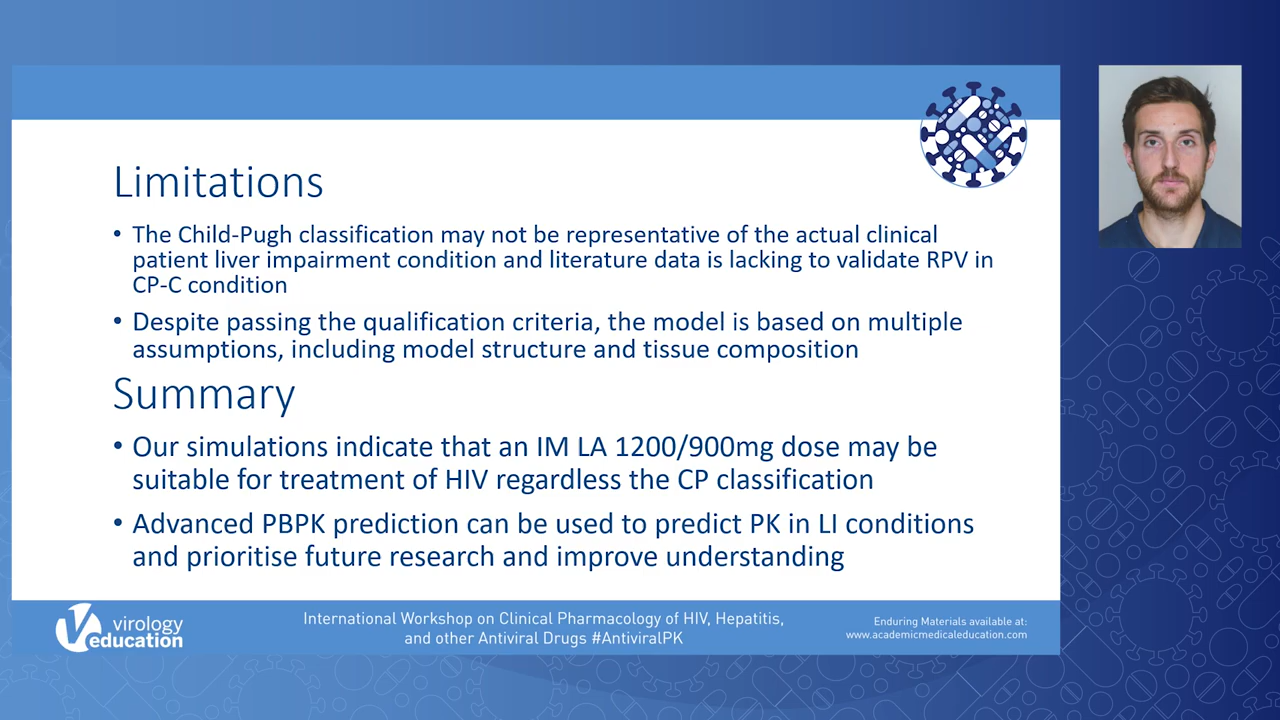 Limitations
• The Child-Pugh classification may not be representative of the actual clinical
patient liver impairment condition and literature data is lacking to validate RPV in
CP-C condition
• Despite passing the qualification criteria, the model is based on multiple
assumptions, including model structure and tissue composition
Summary
• Our simulations indicate that an IM LA 1200/900mg dose may be
suitable for treatment of HIV regardless the CP classification
• Advanced PBPK prediction can be used to predict PK in LI conditions
and prioritise future research and improve understanding
virology
education
International Workshop on Clinical Pharmacology of HIV, Hepatitis,
and other Antiviral Drugs #AntiviralPK
Enduring Materials available at:
www.academicmedicaleducation.com